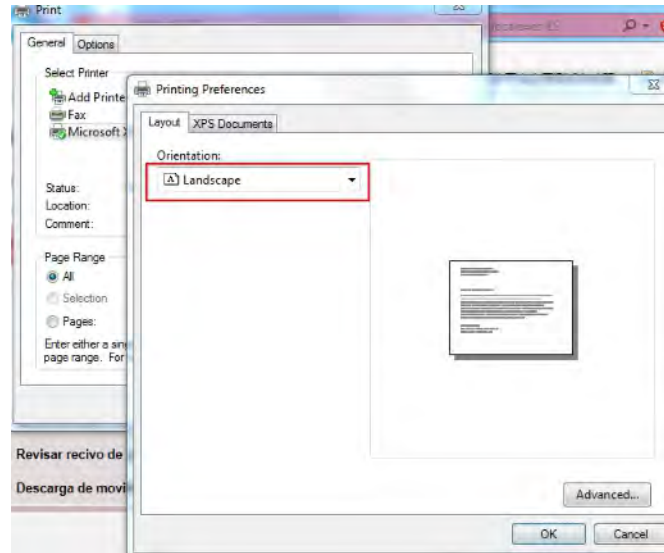 Print
General Options
Select Printer
Add Printe
Fax
Microsoft X
Status:
Location:
Comment:
Page Range
All
Selection
Pages:
Enter either a sin
page range. For
Printing Preferences
Layout XPS Documents
Orientation:
Landscape
Advanced...
OK Cancel
Revisar recivo de
Descarga de movi